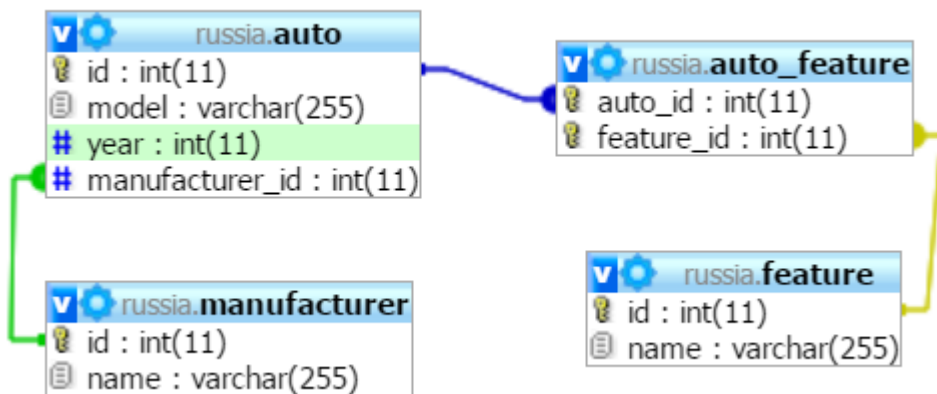 russia.auto
id : int(11)
model : varchar(255)
# year : int(11)
# manufacturer_id : int(11)
russia.auto_feature
auto_id : int(11)
feature_id : int(11)
russia.manufacturer
id : int(11)
name : varchar(255)
russia.feature
id : int(11)
name : varchar(255)